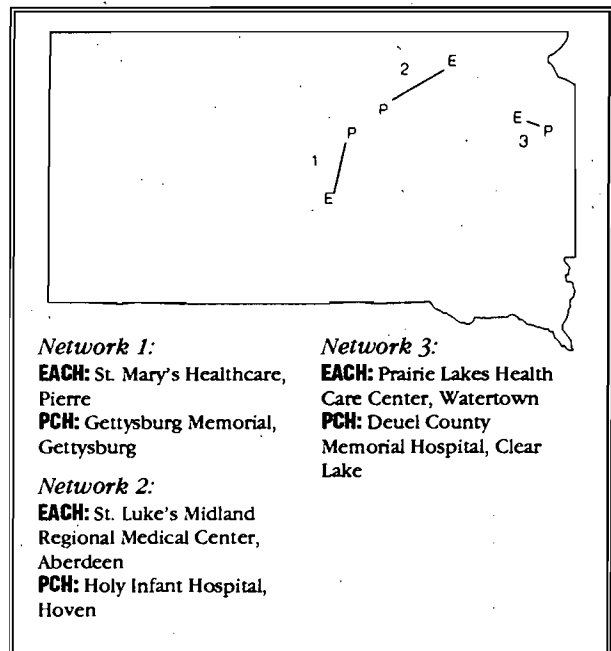 2
E
P
E
P
3
P
1
E
Network 1:
EACH: St. Mary's Healthcare,
Pierre
PCH: Gettysburg Memorial,
Gettysburg
Network 2:
EACH: St. Luke's Midland
Regional Medical Center,
Aberdeen
PCH: Holy Infant Hospital,
Hoven
Network 3:
EACH: Prairie Lakes Health
Care Center, Watertown
PCH: Deuel County
Memorial Hospital, Clear
Lake